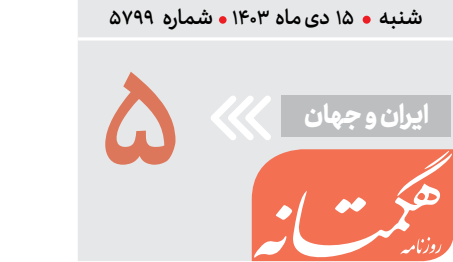 شنبه • ۱۵ دی ماه ۱۴۰۳ • شماره ۵۷۹۹
ایران و جهان
۵
روزنامه
هگمتانه